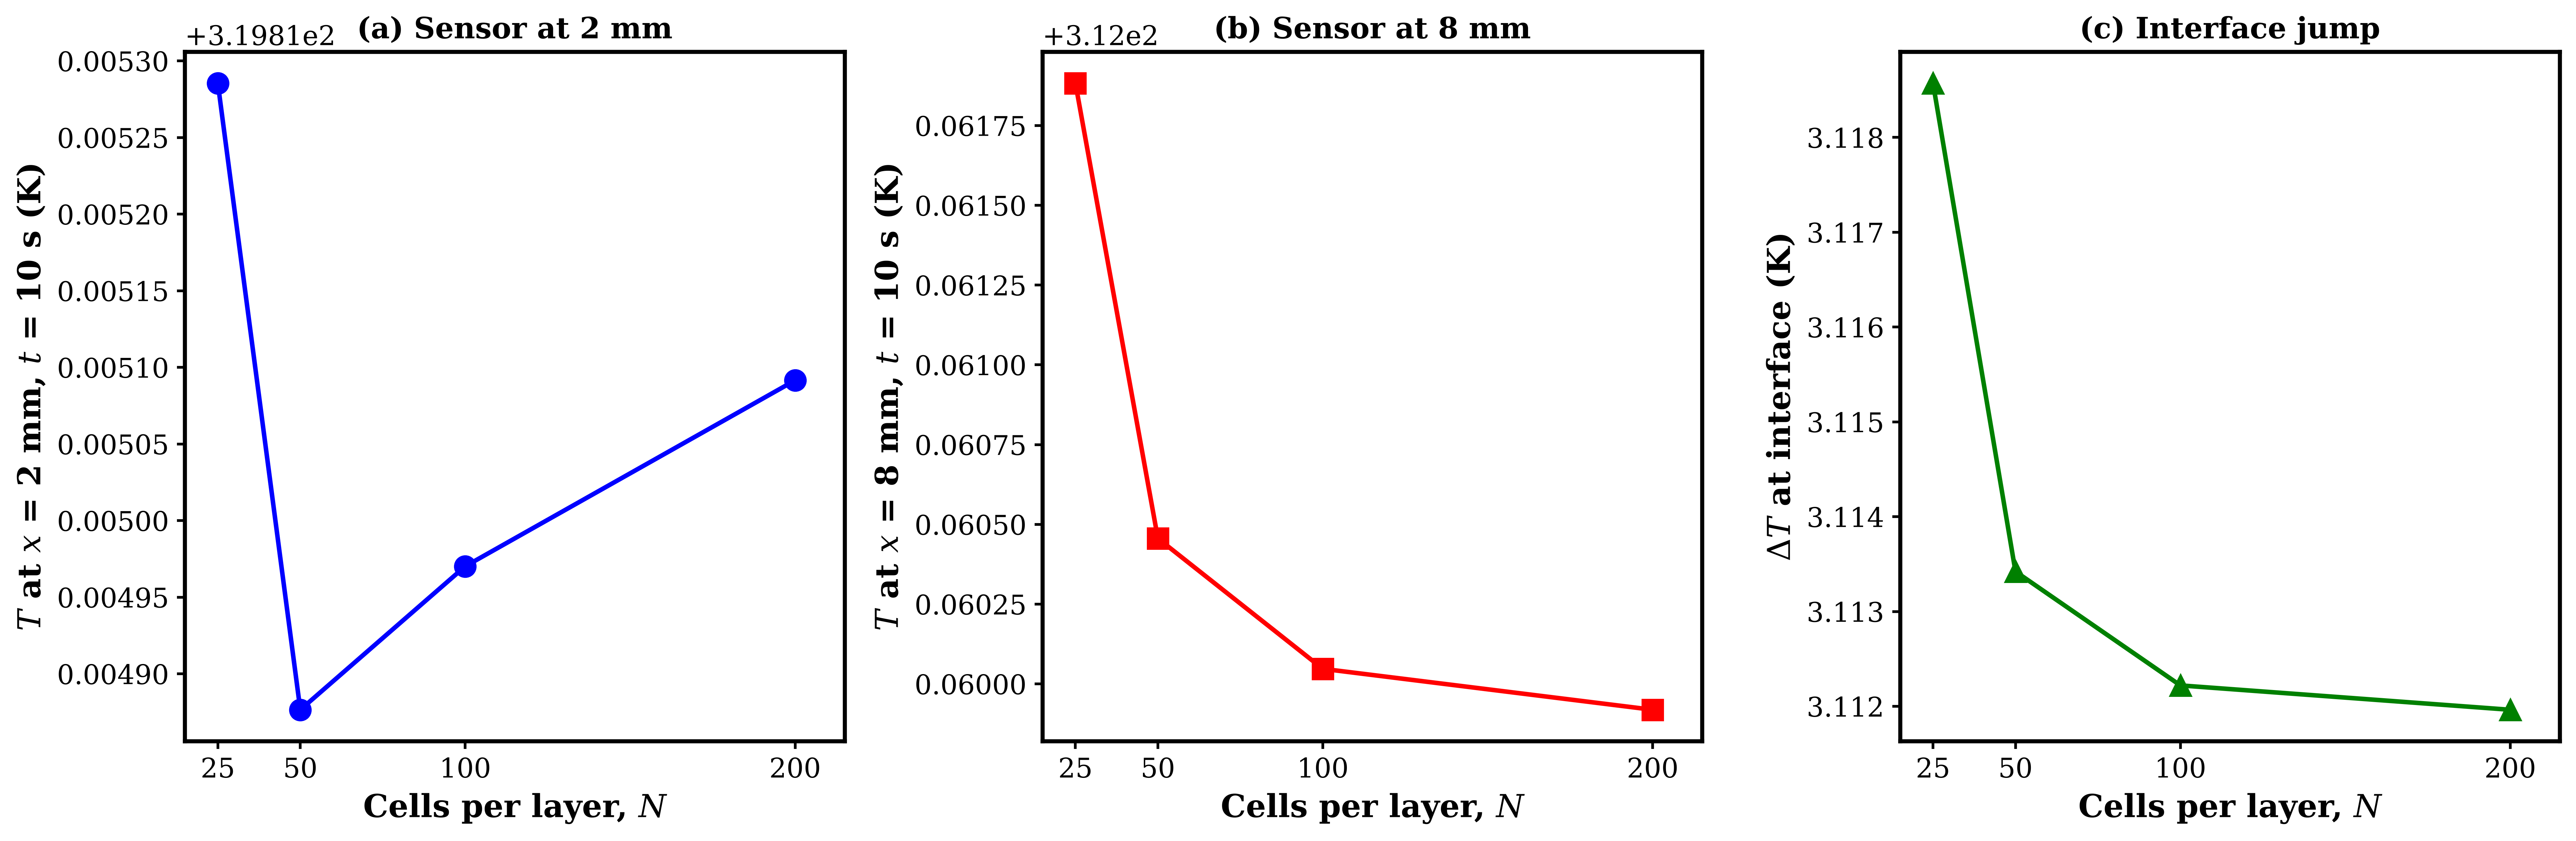 +3.1981e2
(a) Sensor at 2 mm
T at x = 2 mm, t = 10 s (K)
0.00530
0.00525
0.00520
0.00515
0.00510
0.00505
0.00500
0.00495
0.00490
25 50 100 200
Cells per layer, N
+3.12e2
(b) Sensor at 8 mm
T at x = 8 mm, t = 10 s (K)
0.06175
0.06150
0.06125
0.06100
0.06075
0.06050
0.06025
0.06000
25 50 100 200
Cells per layer, N
(c) Interface jump
ΔT at interface (K)
3.118
3.117
3.116
3.115
3.114
3.113
3.112
25 50 100 200
Cells per layer, N